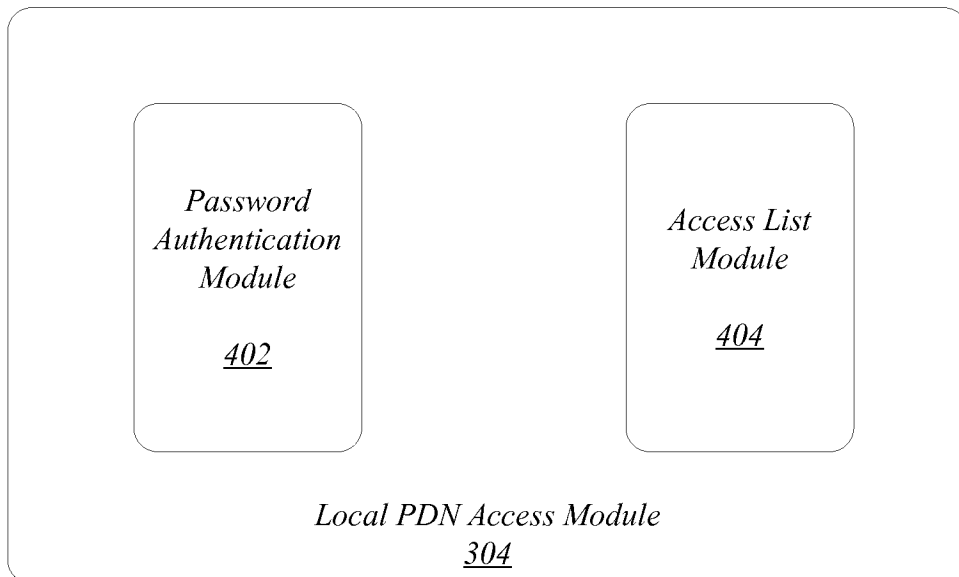 Password
Authentication
Module
402
Access List
Module
404
Local PDN Access Module
304